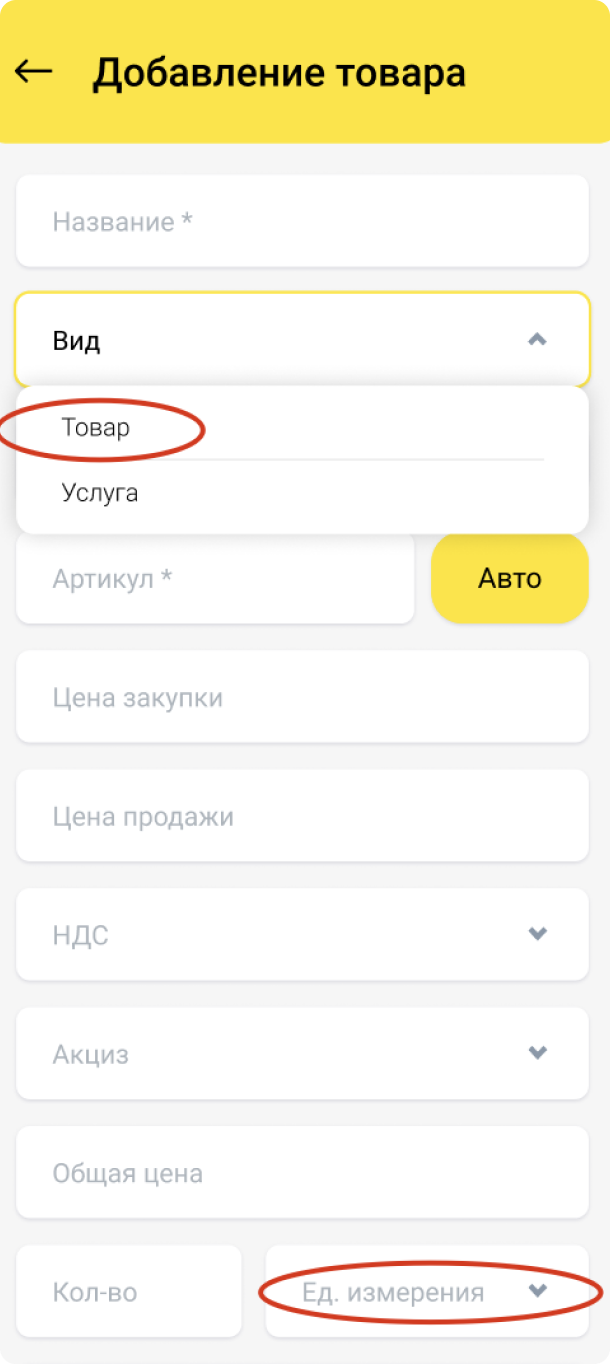 Добавление товара
Название *
Вид
Товар
Услуга
Артикул *
Авто
Цена закупки
Цена продажи
НДС
Акциз
Общая цена
Кол-во
Ед. измерения